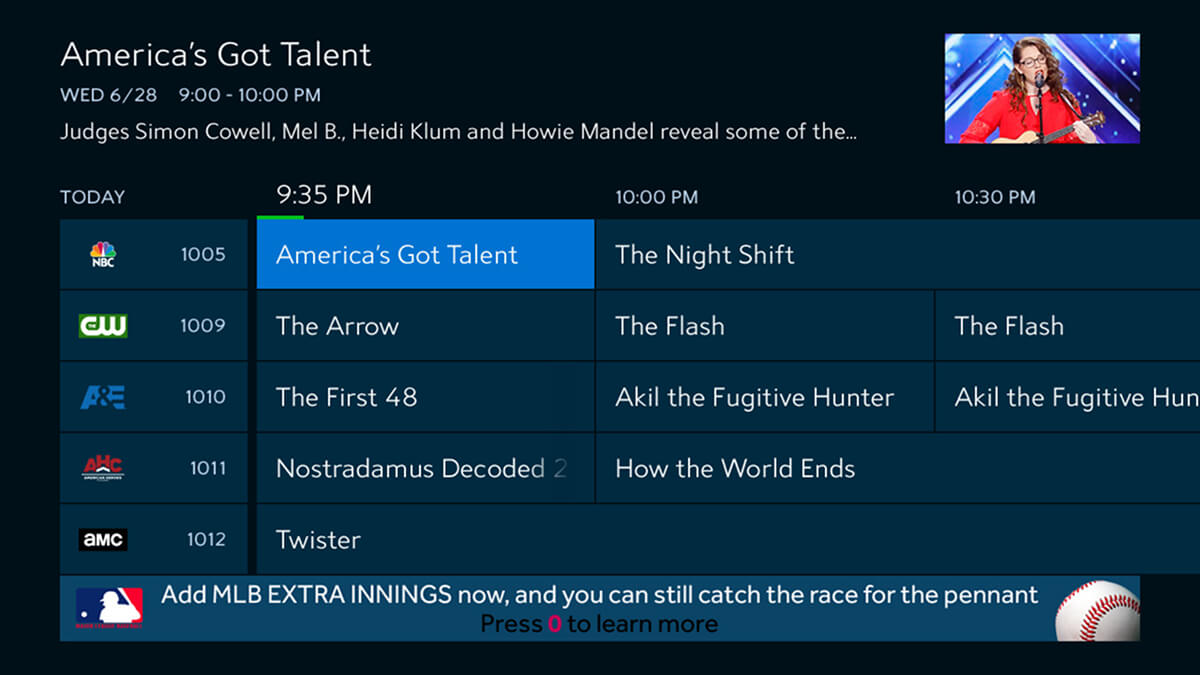 America's Got Talent
WED 6/28 9:00 - 10:00 PM
Judges Simon Cowell, Mel B., Heidi Klum and Howie Mandel reveal some of the...
TODAY 9:35 PM 10:00 PM 10:30 PM
NBC 1005 America's Got Talent The Night Shift
CW 1009 The Arrow The Flash The Flash
A&E 1010 The First 48 Akil the Fugitive Hunter Akil the Fugitive Hun
AHC AMERICAN HEROES 1011 Nostradamus Decoded 2 How the World Ends
aMC 1012 Twister
Add MLB EXTRA INNINGS now, and you can still catch the race for the pennant
Press 0 to learn more